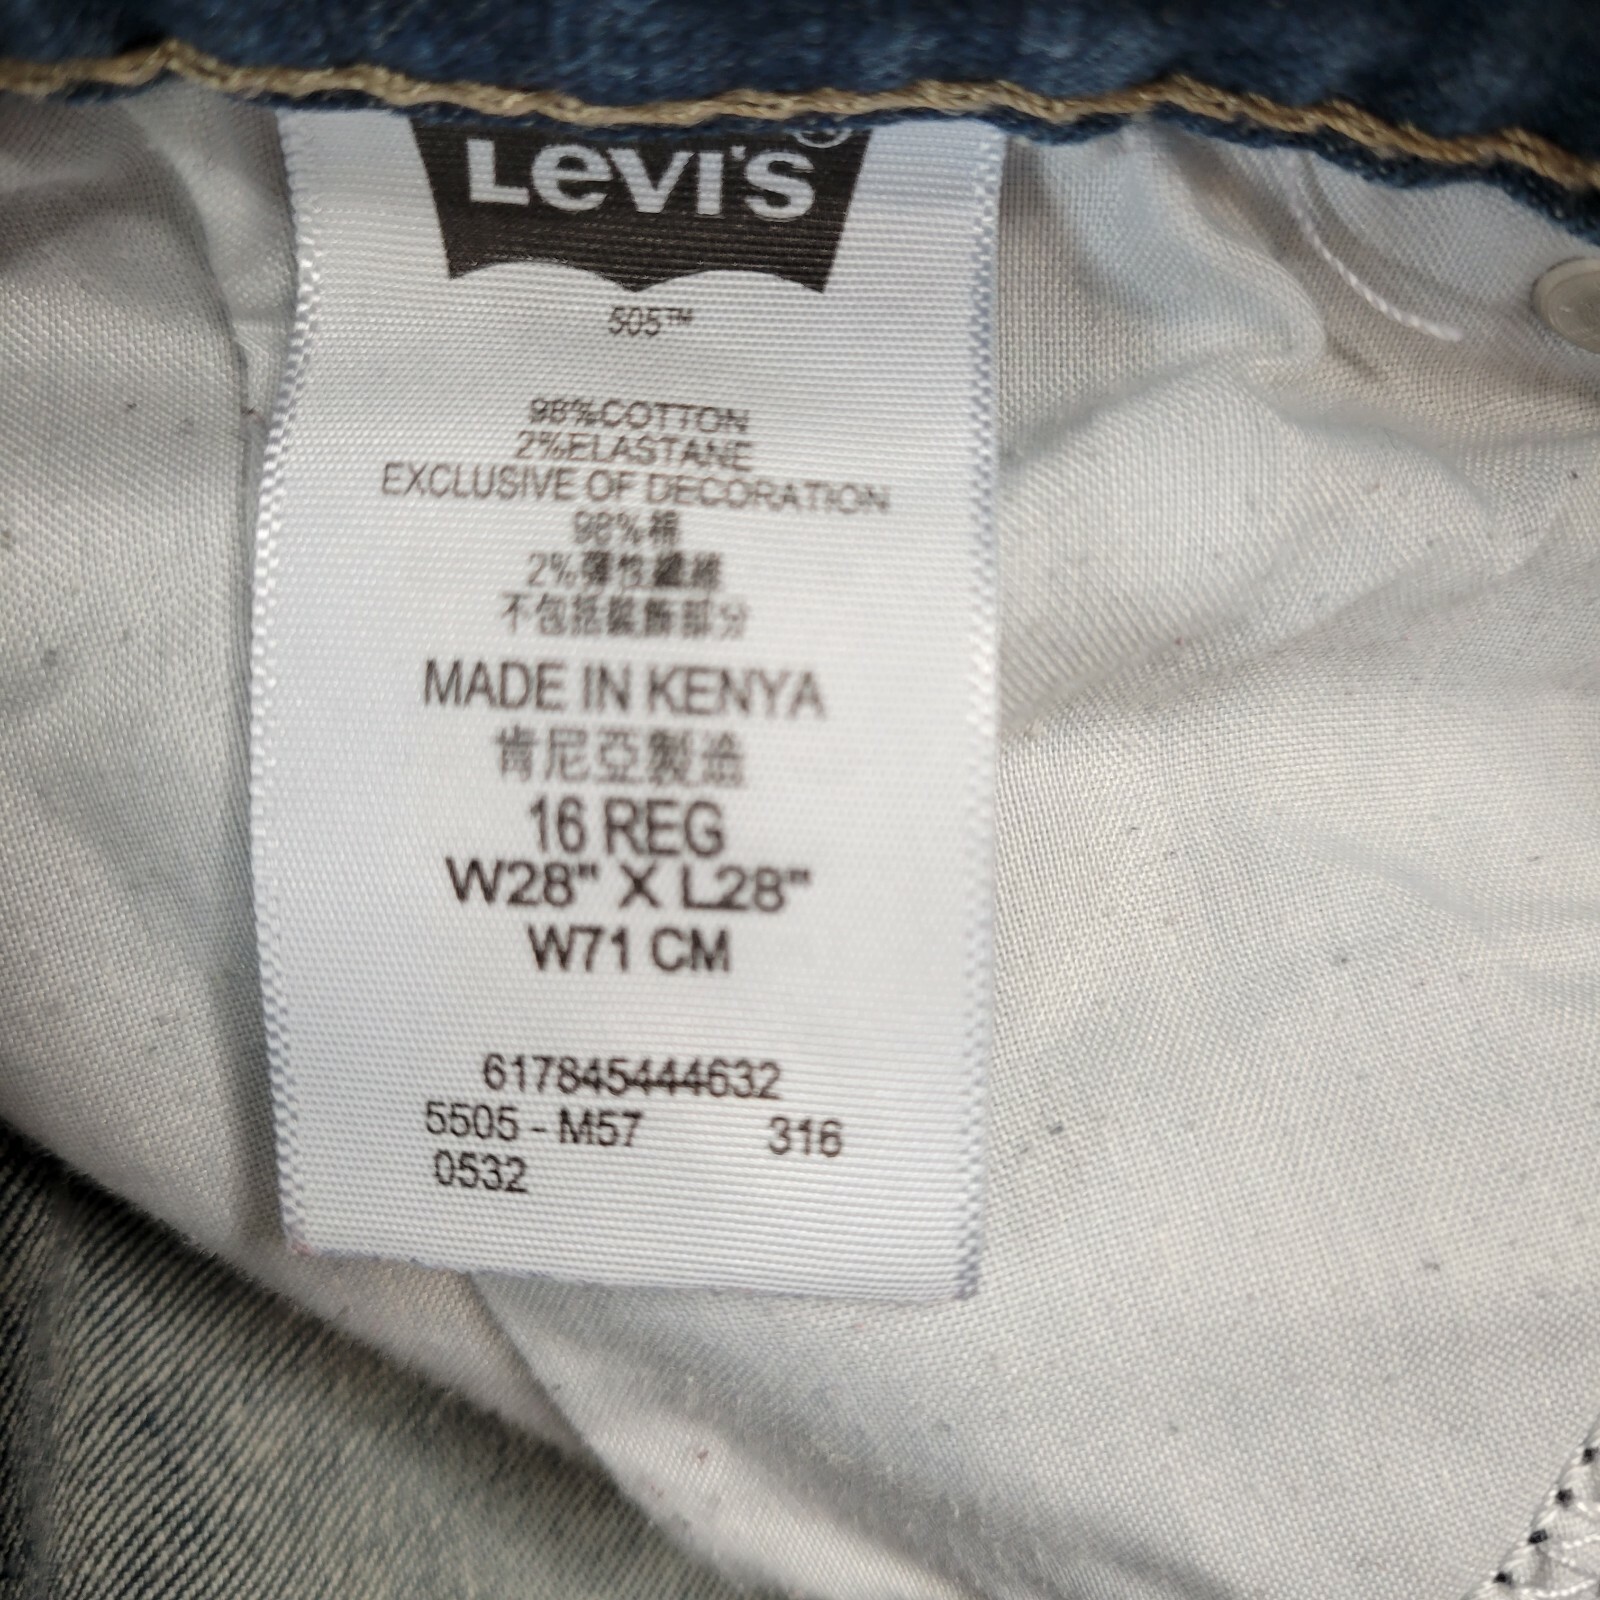 LEVI'S®
505™
98%COTTON
2%ELASTANE
EXCLUSIVE OF DECORATION
98%棉
2%彈性纖維
不包括裝飾部分
MADE IN KENYA
肯尼亞製造
16 REG
W28" X L28"
W71 CM
617845444632
5505 - M57 316
0532